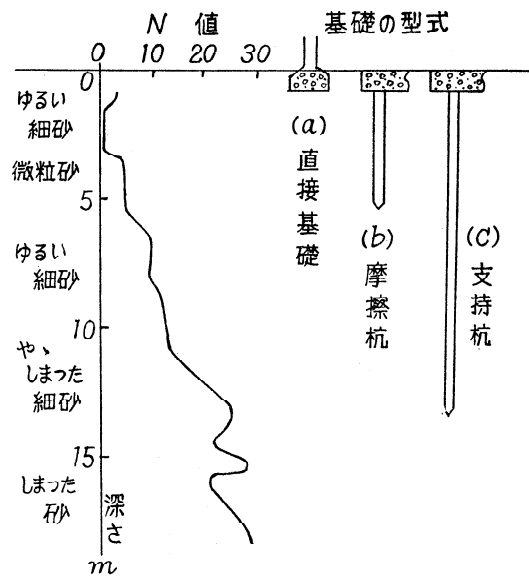 N 値
基礎の型式
0 10 20 30
0
ゆるい
細砂
微粒砂
5
ゆるい
細砂
10
やゝ
しまった
細砂
15
しまった
砂
深さ
m
(a)
直接基礎
(b)
摩擦杭
(C)
支持杭